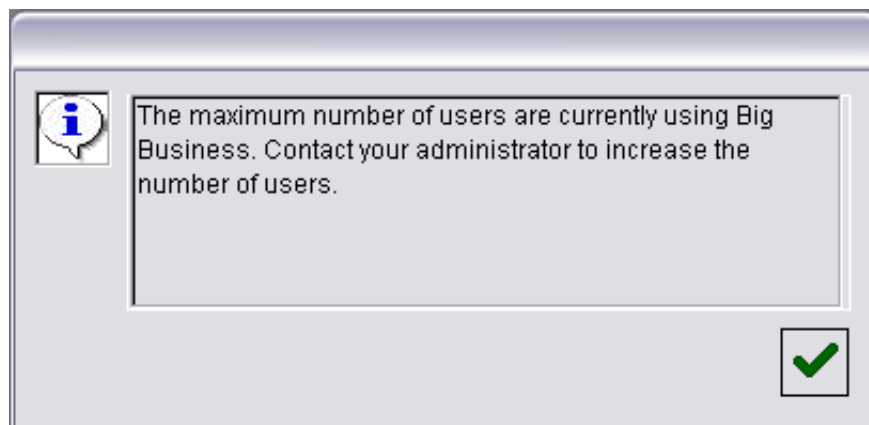 The maximum number of users are currently using Big
Business. Contact your administrator to increase the
number of users.